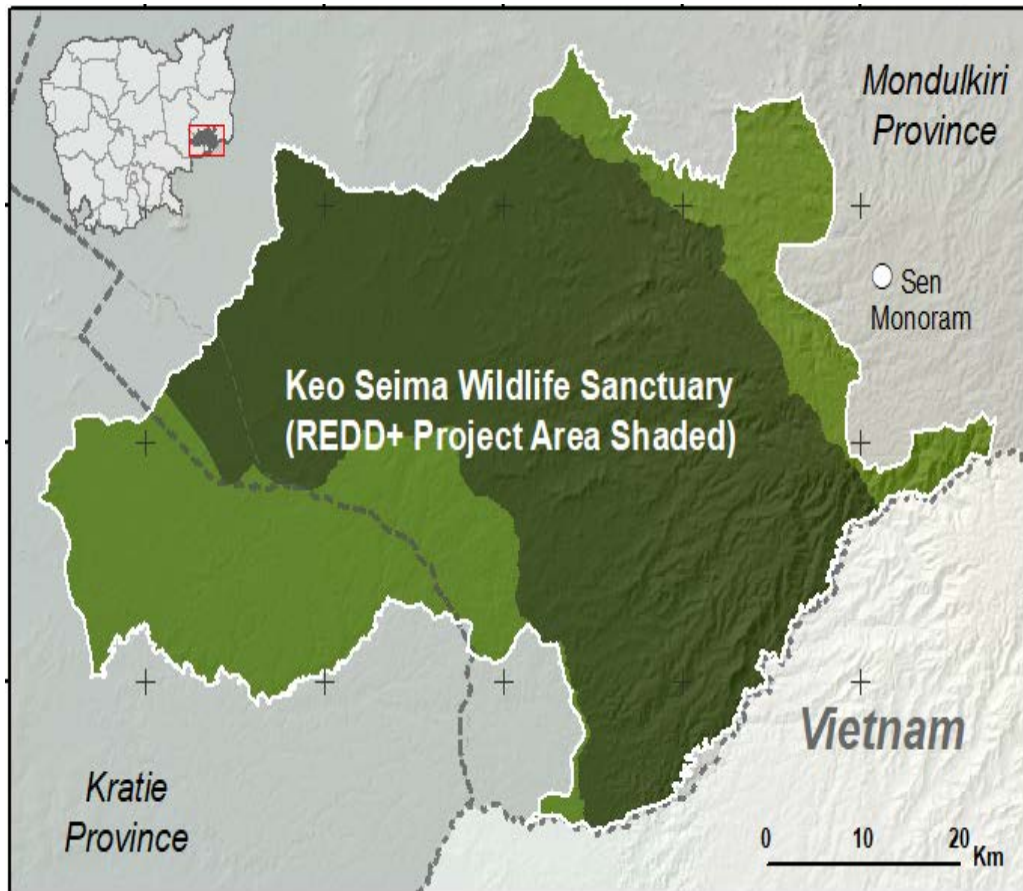 Mondulkiri
Province
Sen
Monoram
Keo Seima Wildlife Sanctuary
(REDD+ Project Area Shaded)
Vietnam
Kratie
Province
0 10 20
Km